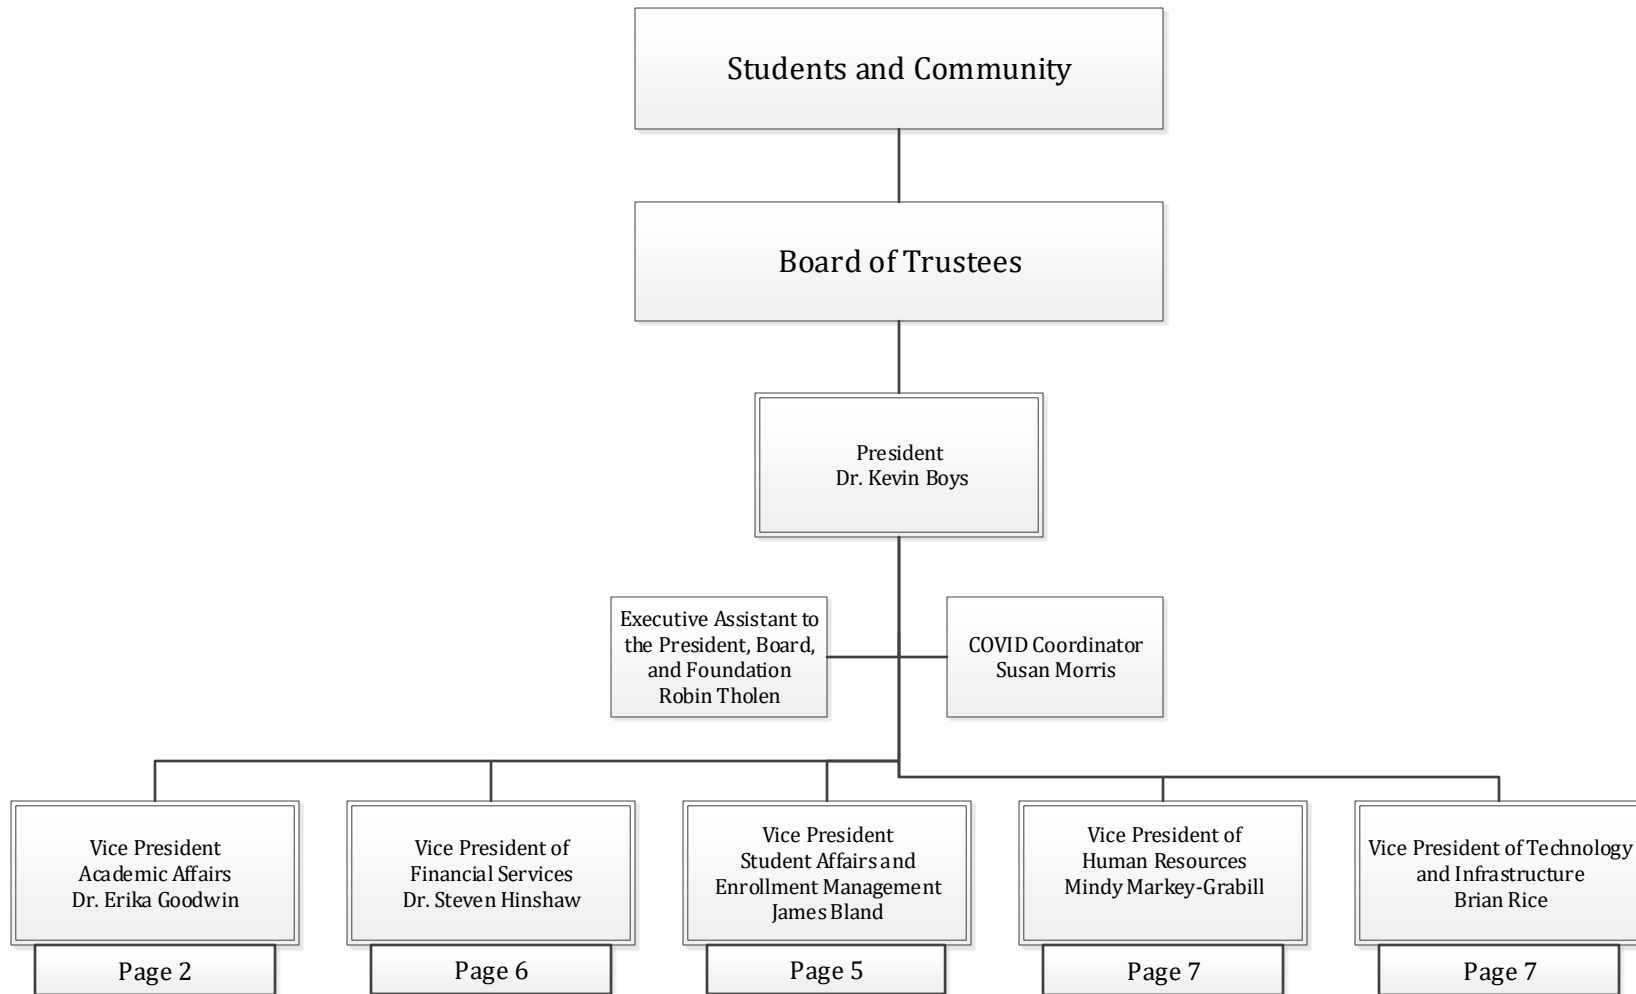 Students and Community
Board of Trustees
President
Dr. Kevin Boys
Executive Assistant to
the President, Board,
and Foundation
Robin Tholen
COVID Coordinator
Susan Morris
Vice President
Academic Affairs
Dr. Erika Goodwin
Page 2
Vice President of
Financial Services
Dr. Steven Hinshaw
Page 6
Vice President
Student Affairs and
Enrollment Management
James Bland
Page 5
Vice President of
Human Resources
Mindy Markey-Grabill
Page 7
Vice President of Technology
and Infrastructure
Brian Rice
Page 7